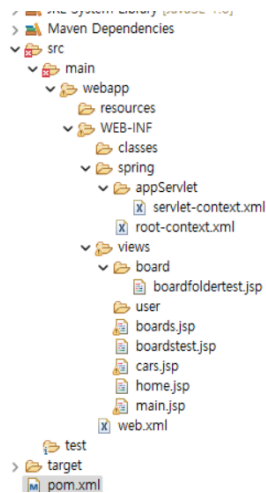 Maven Dependencies
src
main
webapp
resources
WEB-INF
classes
spring
appServlet
servlet-context.xml
root-context.xml
views
board
boardfoldertest.jsp
user
boards.jsp
boardstest.jsp
cars.jsp
home.jsp
main.jsp
web.xml
test
target
pom.xml